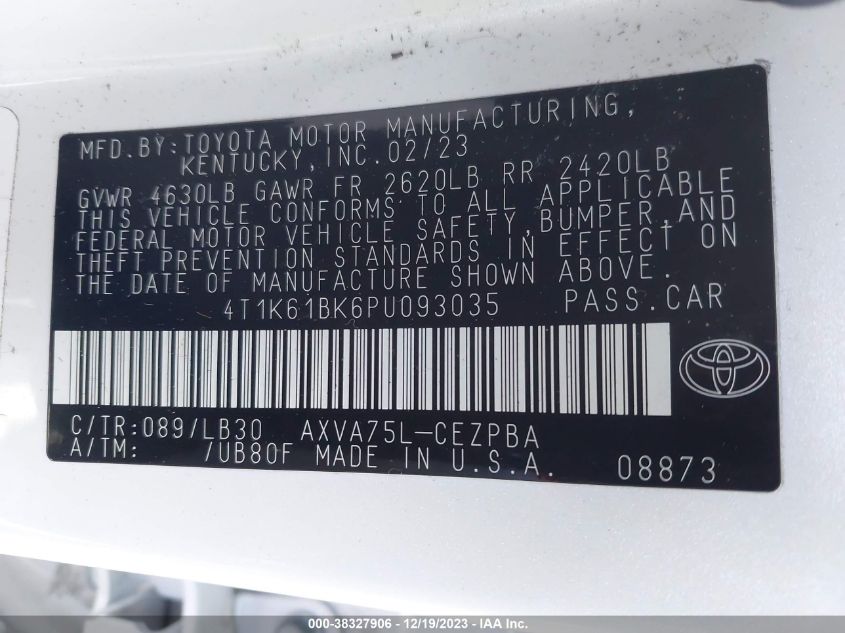 MFD.BY:TOYOTA MOTOR MANUFACTURING,
KENTUCKY,INC.02/23
GVWR 4630LB GAWR FR 2620LB RR 2420LB
THIS VEHICLE CONFORMS TO ALL APPLICABLE
FEDERAL MOTOR VEHICLE SAFETY,BUMPER,AND
THEFT PREVENTION STANDARDS IN EFFECT ON
THE DATE OF MANUFACTURE SHOWN ABOVE.
4T1K61BK6PU093035 PASS.CAR
C/TR:089/LB30 AXVA75L-CEZPBA
A/TM: /UB80F MADE IN U.S.A. 08873
000-38327906 - 12/19/2023 - IAA Inc.